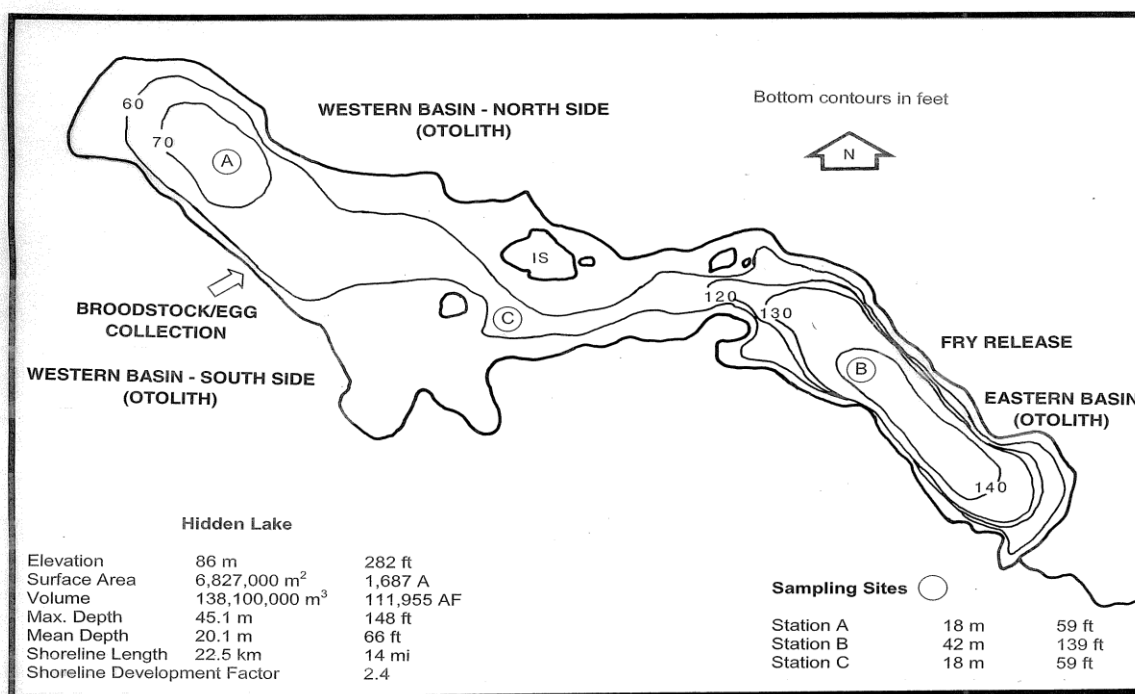 WESTERN BASIN - NORTH SIDE
(OTOLITH)
Bottom contours in feet
N
60
70
A
IS
BROODSTOCK/EGG
COLLECTION
C
120
130
FRY RELEASE
B
WESTERN BASIN - SOUTH SIDE
(OTOLITH)
EASTERN BASIN
(OTOLITH)
140
Hidden Lake
Elevation 86 m 282 ft
Surface Area 6,827,000 m² 1,687 A
Volume 138,100,000 m³ 111,955 AF
Max. Depth 45.1 m 148 ft
Mean Depth 20.1 m 66 ft
Shoreline Length 22.5 km 14 mi
Shoreline Development Factor 2.4
Sampling Sites
Station A 18 m 59 ft
Station B 42 m 139 ft
Station C 18 m 59 ft